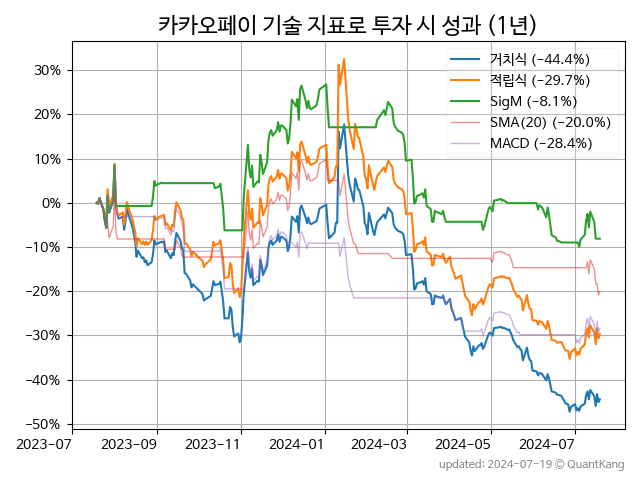 카카오페이 기술 지표로 투자 시 성과 (1년)
거치식 (−44.4%)
적립식 (−29.7%)
SigM (−8.1%)
SMA(20) (−20.0%)
MACD (−28.4%)
30%
20%
10%
0%
−10%
−20%
−30%
−40%
−50%
2023-07 2023-09 2023-11 2024-01 2024-03 2024-05 2024-07
updated: 2024-07-19 © QuantKang